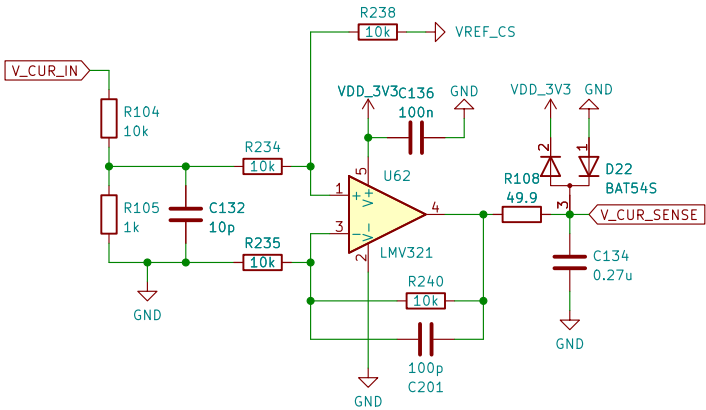 R238
10k
VREF_CS
V_CUR_IN
VDD_3V3
C136
100n
GND
VDD_3V3
GND
R104
10k
R234
10k
5
U62
2
1
D22
BAT54S
R108
49.9
3
1
+
V+
4
V_CUR_SENSE
R105
1k
C132
10p
3
-
V-
LMV321
2
R235
10k
C134
0.27u
GND
R240
10k
GND
100p
C201
GND